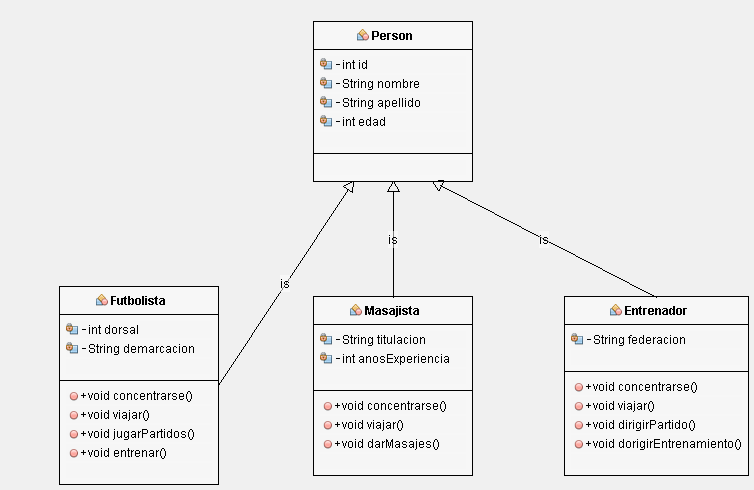 Person
-int id
-String nombre
-String apellido
-int edad
is
is
is
Futbolista
-int dorsal
-String demarcacion
+void concentrarse()
+void viajar()
+void jugarPartidos()
+void entrenar()
Masajista
-String titulacion
-int anosExperiencia
+void concentrarse()
+void viajar()
+void darMasajes()
Entrenador
-String federacion
+void concentrarse()
+void viajar()
+void dirigirPartido()
+void dorigirEntrenamiento()